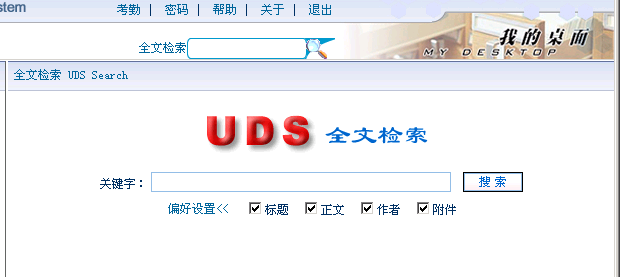 stem 考勤 | 密码 | 帮助 | 关于 | 退出
全文检索 我的桌面
MY DESKTOP
全文检索 UDS Search
UDS 全文检索
关键字： 搜 索
偏好设置<< 标题 正文 作者 附件